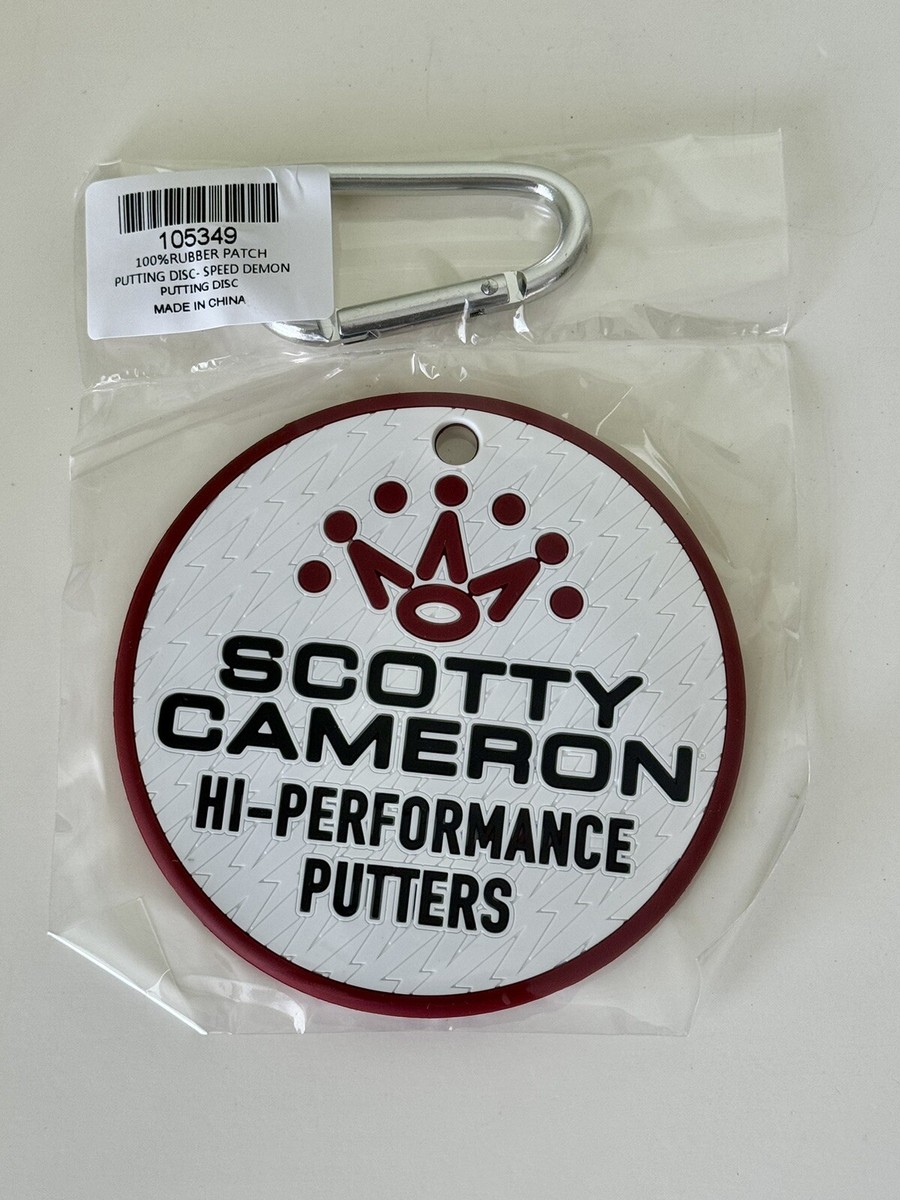 105349
100%RUBBER PATCH
PUTTING DISC- SPEED DEMON
PUTTING DISC
MADE IN CHINA
SCOTTY
CAMERON
HI-PERFORMANCE
PUTTERS